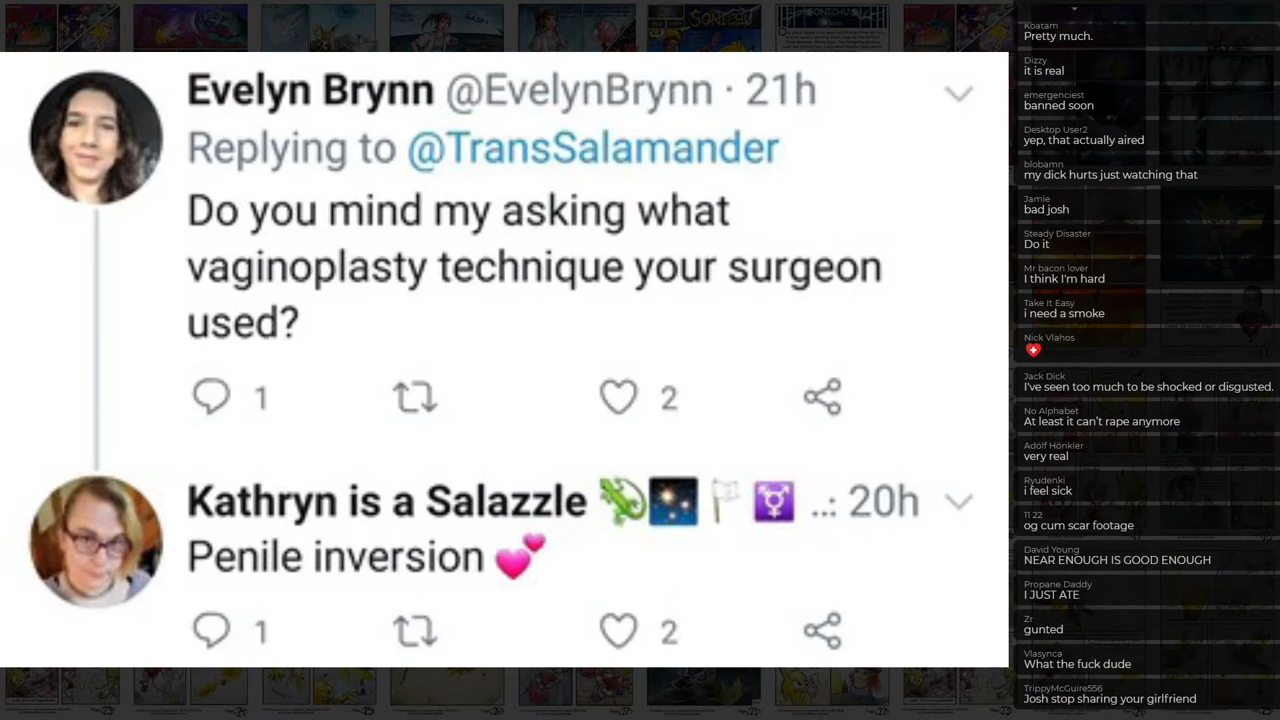 Evelyn Brynn @EvelynBrynn · 21h
Replying to @TransSalamander
Do you mind my asking what
vaginoplasty technique your surgeon
used?
1
2
Kathryn is a Salazzle 🦎🎇🏳⚧ ..: 20h
Penile inversion 💕
1
2
Koatam
Pretty much.
Dizzy
it is real
emergenciest
banned soon
Desktop User2
yep, that actually aired
blobamn
my dick hurts just watching that
Jamie
bad josh
Steady Disaster
Do it
Mr bacon lover
I think I'm hard
Take It Easy
i need a smoke
Nick Vlahos
Jack Dick
I've seen too much to be shocked or disgusted.
No Alphabet
At least it can't rape anymore
Adolf Hönkler
very real
Ryudenki
i feel sick
11 22
og cum scar footage
David Young
NEAR ENOUGH IS GOOD ENOUGH
Propane Daddy
I JUST ATE
Zr
gunted
Vlasynca
What the fuck dude
TrippyMcGuire556
Josh stop sharing your girlfriend
SONICHU